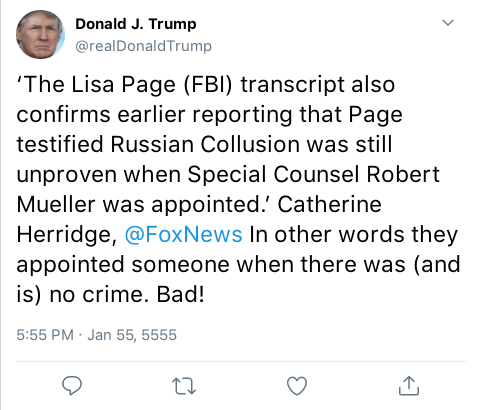 Donald J. Trump
@realDonaldTrump
‘The Lisa Page (FBI) transcript also
confirms earlier reporting that Page
testified Russian Collusion was still
unproven when Special Counsel Robert
Mueller was appointed.’ Catherine
Herridge, @FoxNews In other words they
appointed someone when there was (and
is) no crime. Bad!
5:55 PM · Jan 55, 5555